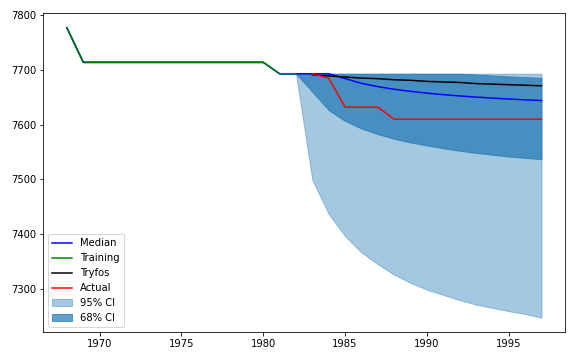 7800
7700
7600
7500
7400
7300
Median
Training
Tryfos
Actual
95% CI
68% CI
1970 1975 1980 1985 1990 1995